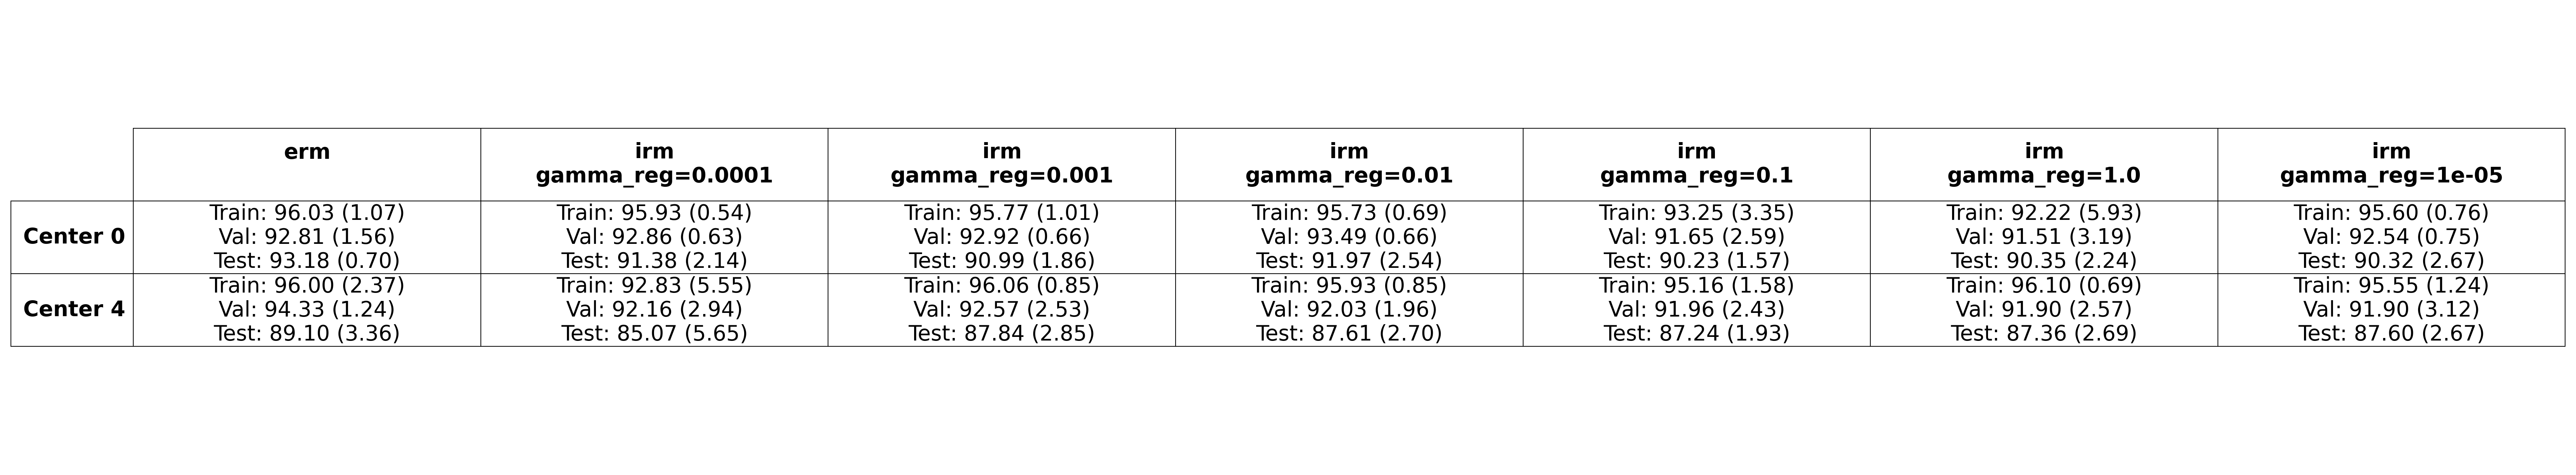 erm
irm
gamma_reg=0.0001
irm
gamma_reg=0.001
irm
gamma_reg=0.01
irm
gamma_reg=0.1
irm
gamma_reg=1.0
irm
gamma_reg=1e-05
Center 0
Train: 96.03 (1.07)
Val: 92.81 (1.56)
Test: 93.18 (0.70)
Train: 95.93 (0.54)
Val: 92.86 (0.63)
Test: 91.38 (2.14)
Train: 95.77 (1.01)
Val: 92.92 (0.66)
Test: 90.99 (1.86)
Train: 95.73 (0.69)
Val: 93.49 (0.66)
Test: 91.97 (2.54)
Train: 93.25 (3.35)
Val: 91.65 (2.59)
Test: 90.23 (1.57)
Train: 92.22 (5.93)
Val: 91.51 (3.19)
Test: 90.35 (2.24)
Train: 95.60 (0.76)
Val: 92.54 (0.75)
Test: 90.32 (2.67)
Center 4
Train: 96.00 (2.37)
Val: 94.33 (1.24)
Test: 89.10 (3.36)
Train: 92.83 (5.55)
Val: 92.16 (2.94)
Test: 85.07 (5.65)
Train: 96.06 (0.85)
Val: 92.57 (2.53)
Test: 87.84 (2.85)
Train: 95.93 (0.85)
Val: 92.03 (1.96)
Test: 87.61 (2.70)
Train: 95.16 (1.58)
Val: 91.96 (2.43)
Test: 87.24 (1.93)
Train: 96.10 (0.69)
Val: 91.90 (2.57)
Test: 87.36 (2.69)
Train: 95.55 (1.24)
Val: 91.90 (3.12)
Test: 87.60 (2.67)